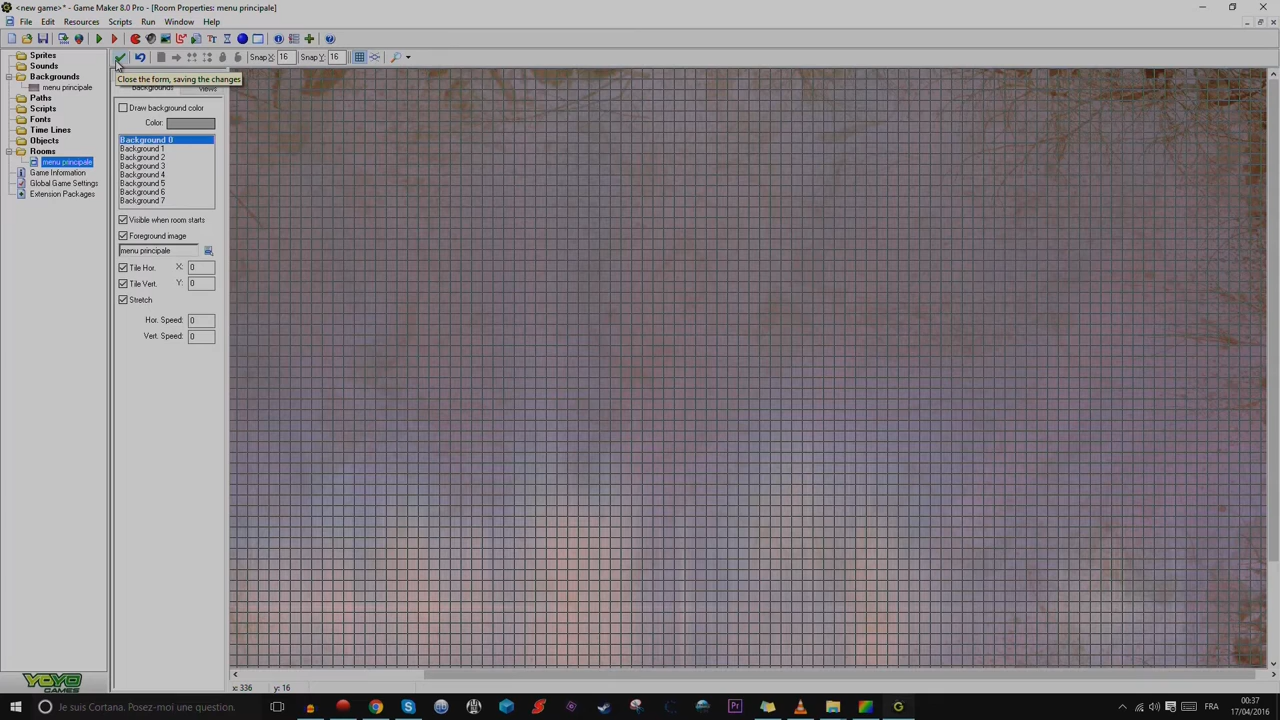 <new game>* - Game Maker 8.0 Pro - [Room Properties: menu principale]
File Edit Resources Scripts Run Window Help
Snap X: 16 Snap Y: 16
Close the form, saving the changes
backgrounds views
Sprites
Sounds
Backgrounds
menu principale
Paths
Scripts
Fonts
Time Lines
Objects
Rooms
menu principale
Game Information
Global Game Settings
Extension Packages
Draw background color
Color:
Background 0
Background 1
Background 2
Background 3
Background 4
Background 5
Background 6
Background 7
Visible when room starts
Foreground image
menu principale
Tile Hor. X: 0
Tile Vert. Y: 0
Stretch
Hor. Speed: 0
Vert. Speed: 0
YOYO
GAMES
x: 336 y: 16
Je suis Cortana. Posez-moi une question.
FRA
00:37
17/04/2016